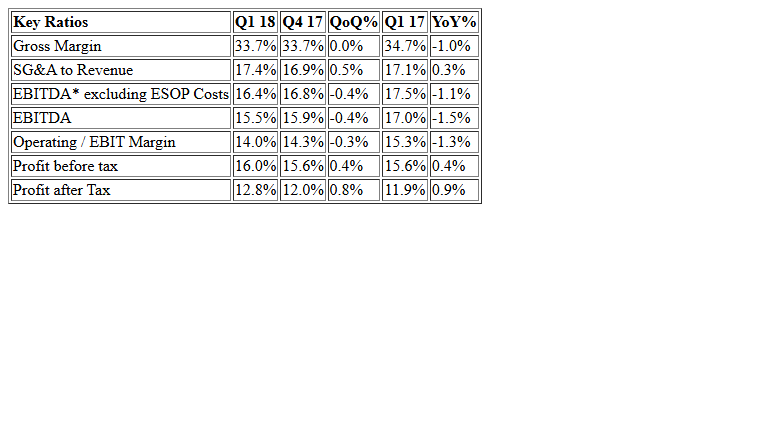 Key Ratios Q1 18 Q4 17 QoQ% Q1 17 YoY%
Gross Margin 33.7% 33.7% 0.0% 34.7% -1.0%
SG&A to Revenue 17.4% 16.9% 0.5% 17.1% 0.3%
EBITDA* excluding ESOP Costs 16.4% 16.8% -0.4% 17.5% -1.1%
EBITDA 15.5% 15.9% -0.4% 17.0% -1.5%
Operating / EBIT Margin 14.0% 14.3% -0.3% 15.3% -1.3%
Profit before tax 16.0% 15.6% 0.4% 15.6% 0.4%
Profit after Tax 12.8% 12.0% 0.8% 11.9% 0.9%